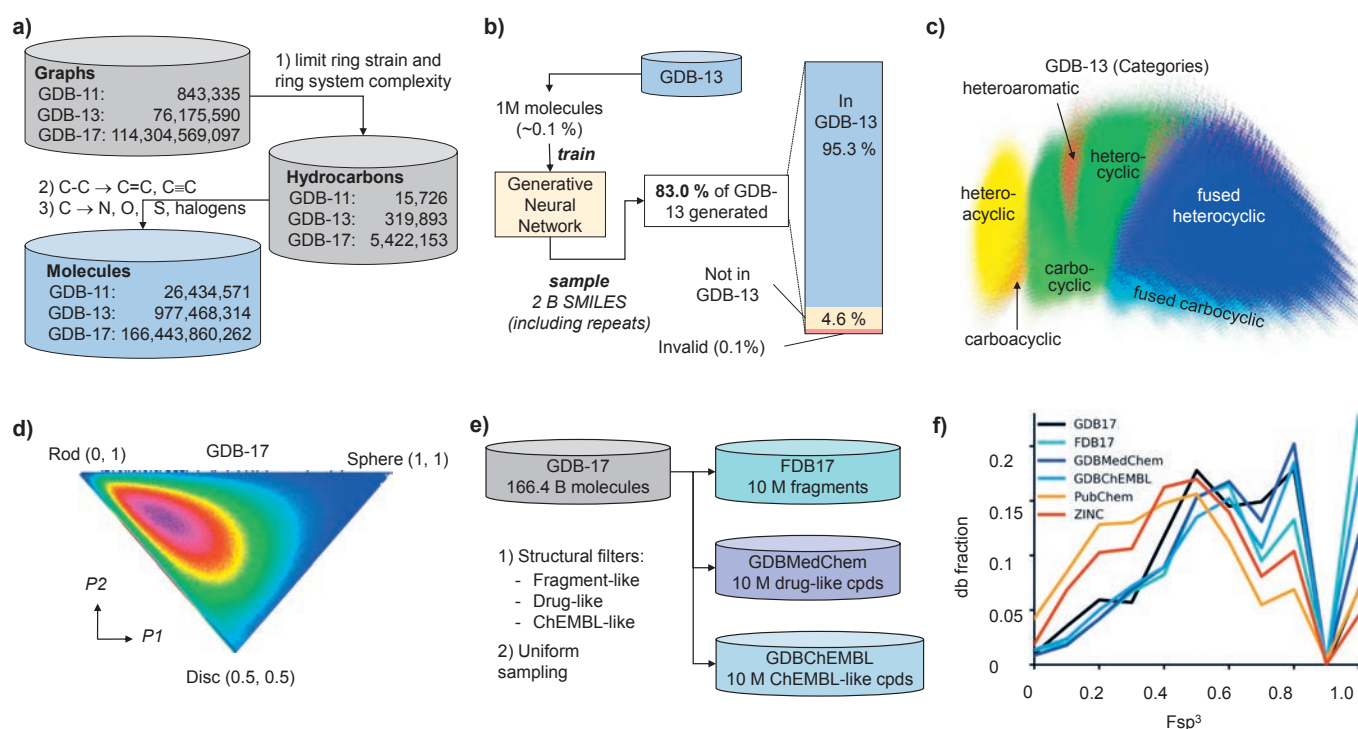 a)
Graphs
GDB-11: 843,335
GDB-13: 76,175,590
GDB-17: 114,304,569,097
1) limit ring strain and
ring system complexity
Hydrocarbons
GDB-11: 15,726
GDB-13: 319,893
GDB-17: 5,422,153
2) C-C → C=C, C≡C
3) C → N, O, S, halogens
Molecules
GDB-11: 26,434,571
GDB-13: 977,468,314
GDB-17: 166,443,860,262
b)
GDB-13
1M molecules
(~0.1 %)
train
Generative
Neural
Network
sample
2 B SMILES
(including repeats)
83.0 % of GDB-
13 generated
In
GDB-13
95.3 %
Not in
GDB-13
4.6 %
Invalid (0.1%)
c)
GDB-13 (Categories)
heteroaromatic
hetero-
cyclic
hetero-
acyclic
fused
heterocyclic
carbo-
cyclic
fused carbocyclic
carboacyclic
d)
GDB-17
Rod (0, 1)
Sphere (1, 1)
P2
P1
Disc (0.5, 0.5)
e)
GDB-17
166.4 B molecules
FDB17
10 M fragments
1) Structural filters:
- Fragment-like
- Drug-like
- ChEMBL-like
2) Uniform
sampling
GDBMedChem
10 M drug-like cpds
GDBChEMBL
10 M ChEMBL-like cpds
f)
GDB17
FDB17
GDBMedChem
GDBChEMBL
PubChem
ZINC
db fraction
0.2
0.15
0.1
0.05
0
0 0.2 0.4 0.6 0.8 1.0
Fsp³